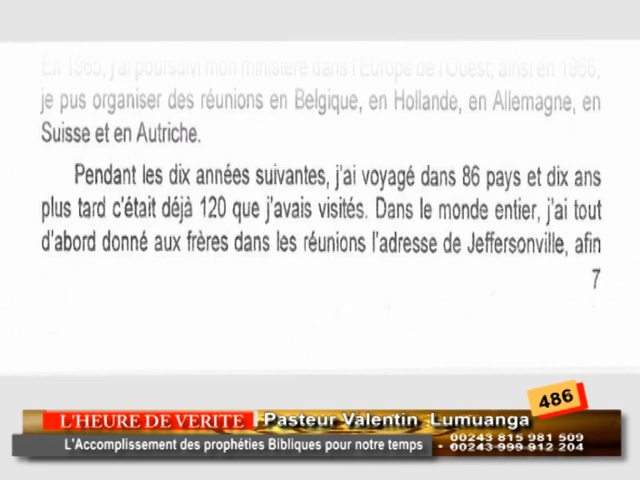 En 1965, j'ai poursuivi mon ministère dans l'Europe de l'Ouest, ainsi en 1966,
je pus organiser des réunions en Belgique, en Hollande, en Allemagne, en
Suisse et en Autriche.
Pendant les dix années suivantes, j'ai voyagé dans 86 pays et dix ans
plus tard c'était déjà 120 que j'avais visités. Dans le monde entier, j'ai tout
d'abord donné aux frères dans les réunions l'adresse de Jeffersonville, afin
7
486
L'HEURE DE VERITE Pasteur Valentin Lumuanga
L'Accomplissement des prophéties Bibliques pour notre temps - 00243 815 981 509
- 00243 999 912 204